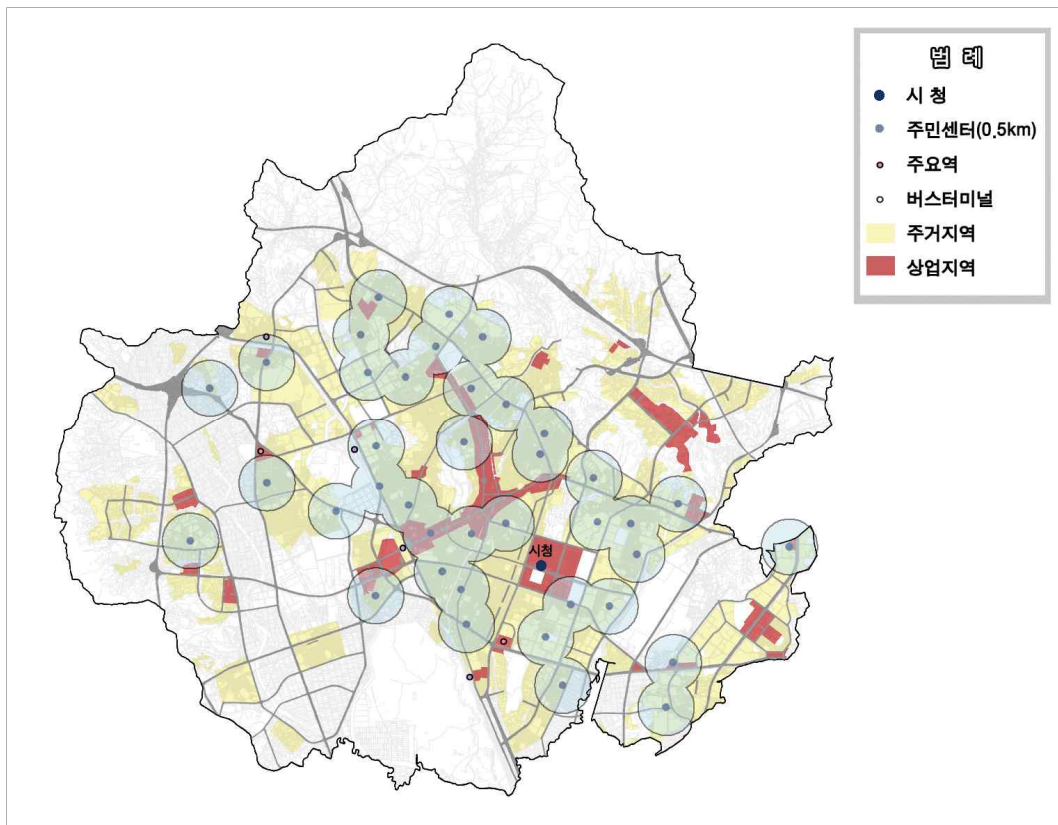 범 례
시 청
주민센터(0.5km)
주요역
버스터미널
주거지역
상업지역
시청